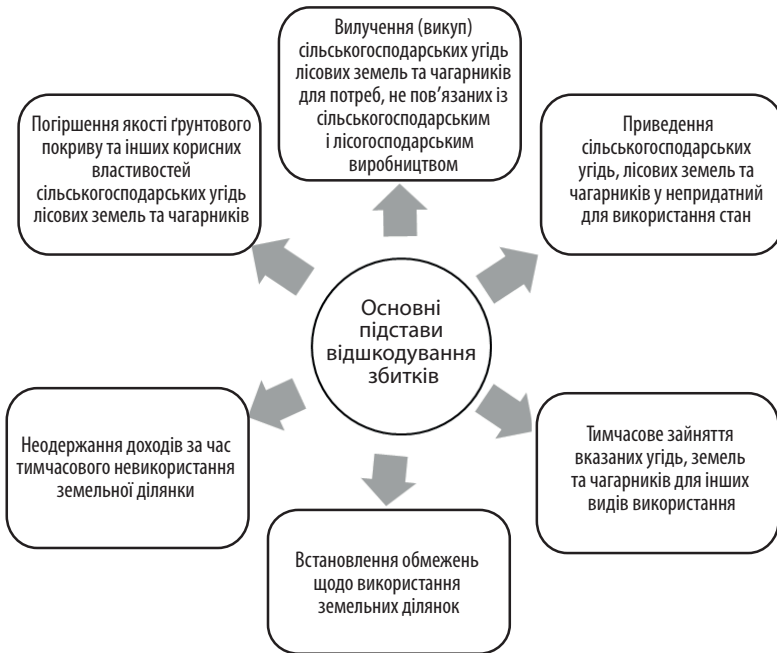 Вилучення (викуп)
сільськогосподарських угідь
лісових земель та чагарників
для потреб, не пов’язаних із
сільськогосподарським
і лісогосподарським
виробництвом
Погіршення якості ґрунтового
покриву та інших корисних
властивостей
сільськогосподарських угідь
лісових земель та чагарників
Приведення
сільськогосподарських
угідь, лісових земель та
чагарників у непридатний
для використання стан
Основні
підстави
відшкодування
збитків
Неодержання доходів за час
тимчасового невикористання
земельної ділянки
Тимчасове зайняття
вказаних угідь, земель
та чагарників для інших
видів використання
Встановлення обмежень
щодо використання
земельних ділянок